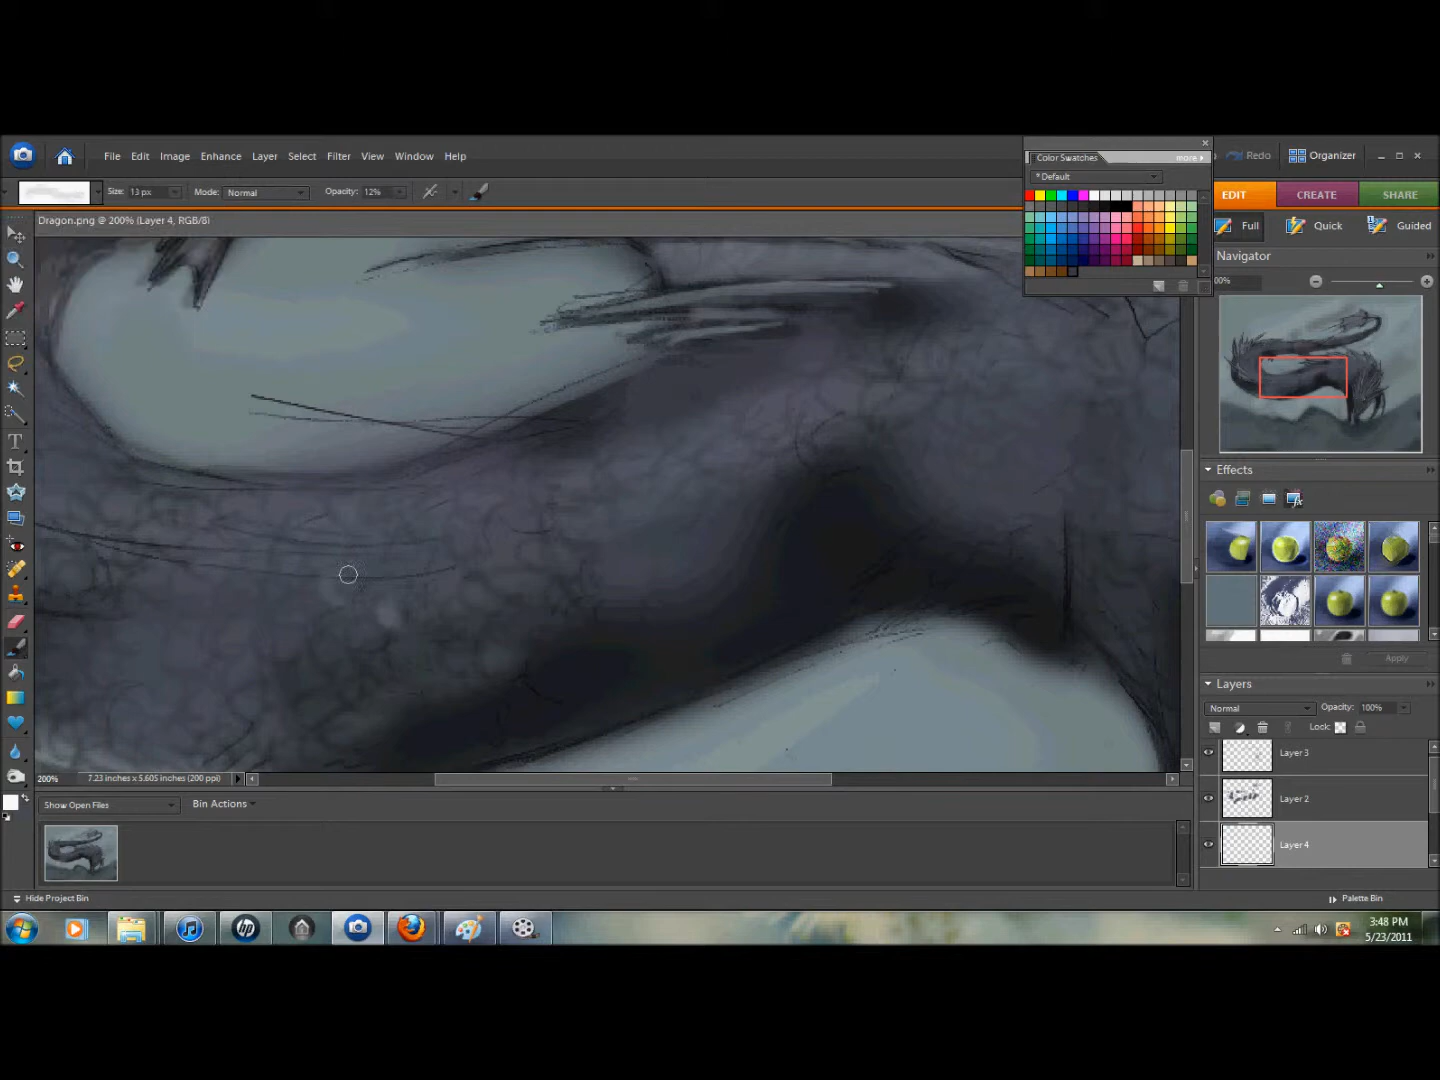 File Edit Image Enhance Layer Select Filter View Window Help
Redo Organizer
Size: 13 px Mode: Normal Opacity: 12%
Color Swatches more
* Default
EDIT CREATE SHARE
Full Quick Guided
Dragon.png @ 200% (Layer 4, RGB/8)
Navigator
Effects
Apply
Layers
Normal Opacity: 100%
Lock:
Layer 3
Layer 2
Layer 4
200% 7.23 inches x 5.605 inches (200 ppi)
Show Open Files Bin Actions
Hide Project Bin Palette Bin
3:48 PM
5/23/2011